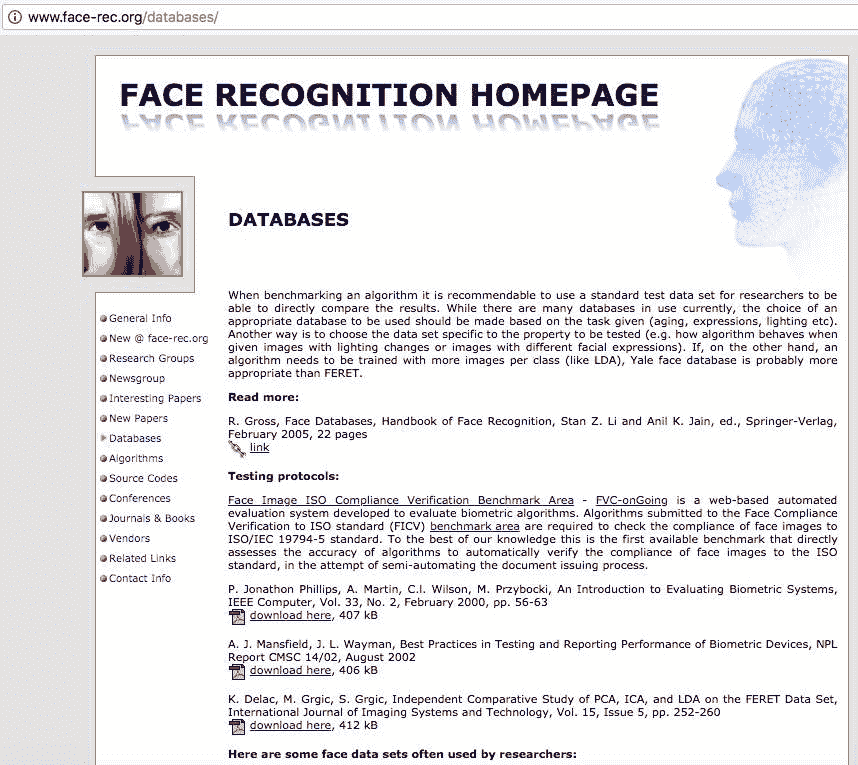 www.face-rec.org/databases/
FACE RECOGNITION HOMEPAGE
DATABASES
General Info
New @ face-rec.org
Research Groups
Newsgroup
Interesting Papers
New Papers
Databases
Algorithms
Source Codes
Conferences
Journals & Books
Vendors
Related Links
Contact Info
When benchmarking an algorithm it is recommendable to use a standard test data set for researchers to be
able to directly compare the results. While there are many databases in use currently, the choice of an
appropriate database to be used should be made based on the task given (aging, expressions, lighting etc).
Another way is to choose the data set specific to the property to be tested (e.g. how algorithm behaves when
given images with lighting changes or images with different facial expressions). If, on the other hand, an
algorithm needs to be trained with more images per class (like LDA), Yale face database is probably more
appropriate than FERET.
Read more:
R. Gross, Face Databases, Handbook of Face Recognition, Stan Z. Li and Anil K. Jain, ed., Springer-Verlag,
February 2005, 22 pages
link
Testing protocols:
Face Image ISO Compliance Verification Benchmark Area - FVC-onGoing is a web-based automated
evaluation system developed to evaluate biometric algorithms. Algorithms submitted to the Face Compliance
Verification to ISO standard (FICV) benchmark area are required to check the compliance of face images to
ISO/IEC 19794-5 standard. To the best of our knowledge this is the first available benchmark that directly
assesses the accuracy of algorithms to automatically verify the compliance of face images to the ISO
standard, in the attempt of semi-automating the document issuing process.
P. Jonathon Phillips, A. Martin, C.l. Wilson, M. Przybocki, An Introduction to Evaluating Biometric Systems,
IEEE Computer, Vol. 33, No. 2, February 2000, pp. 56-63
download here, 407 kB
A. J. Mansfield, J. L. Wayman, Best Practices in Testing and Reporting Performance of Biometric Devices, NPL
Report CMSC 14/02, August 2002
download here, 406 kB
K. Delac, M. Grgic, S. Grgic, Independent Comparative Study of PCA, ICA, and LDA on the FERET Data Set,
International Journal of Imaging Systems and Technology, Vol. 15, Issue 5, pp. 252-260
download here, 412 kB
Here are some face data sets often used by researchers: